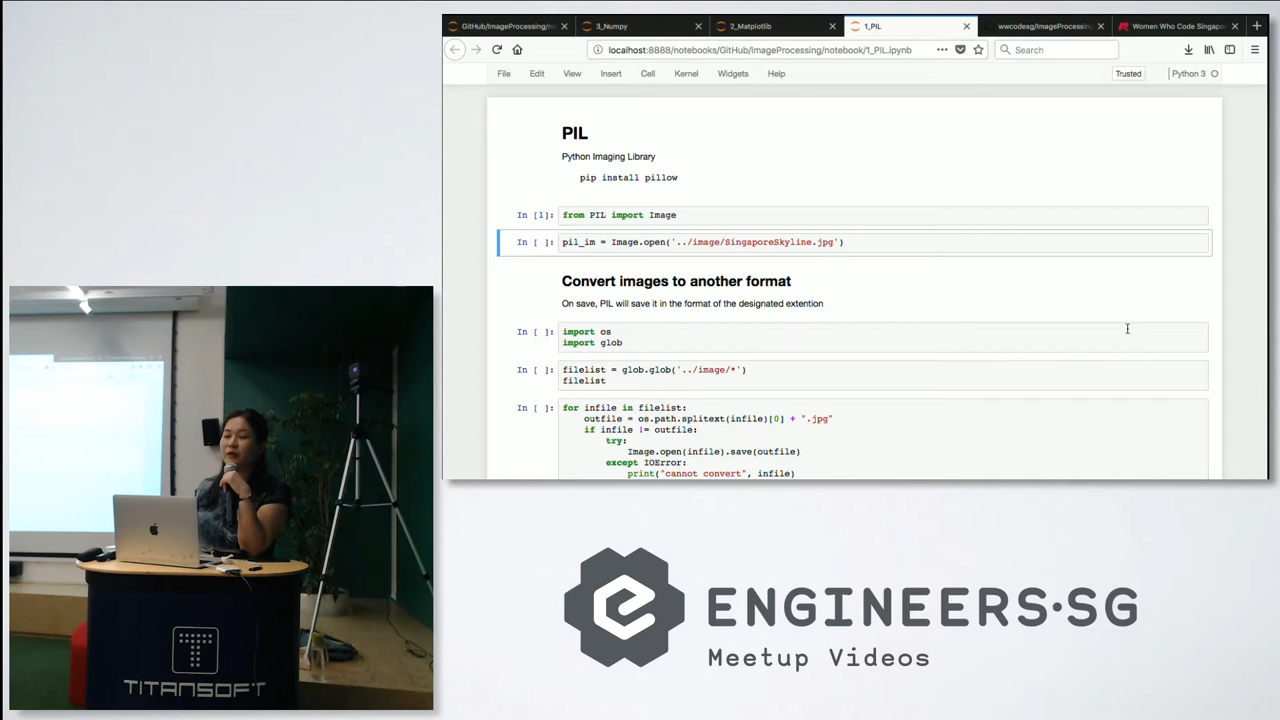 GitHub/ImageProcessing/no
3_Numpy
2_Matplotlib
1_PIL
wwcodesg/ImageProcessing
Women Who Code Singapo
localhost:8888/notebooks/GitHub/ImageProcessing/notebook/1_PIL.ipynb
Search
File Edit View Insert Cell Kernel Widgets Help
Trusted
Python 3
PIL
Python Imaging Library
pip install pillow
In [1]: from PIL import Image
In [ ]: pil_im = Image.open('../image/SingaporeSkyline.jpg')
Convert images to another format
On save, PIL will save it in the format of the designated extention
In [ ]: import os
import glob
In [ ]: filelist = glob.glob('../image/*')
filelist
In [ ]: for infile in filelist:
outfile = os.path.splitext(infile)[0] + ".jpg"
if infile != outfile:
try:
Image.open(infile).save(outfile)
except IOError:
print("cannot convert", infile)
T
TITANSOFT
e
ENGINEERS·SG
Meetup Videos